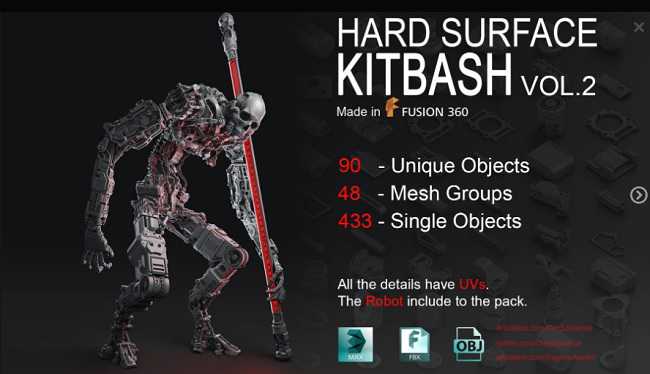 HARD SURFACE
KITBASH VOL.2
Made in FUSION 360
90 - Unique Objects
48 - Mesh Groups
433 - Single Objects
All the details have UVs.
The Robot include to the pack.
MAX
FBX
OBJ